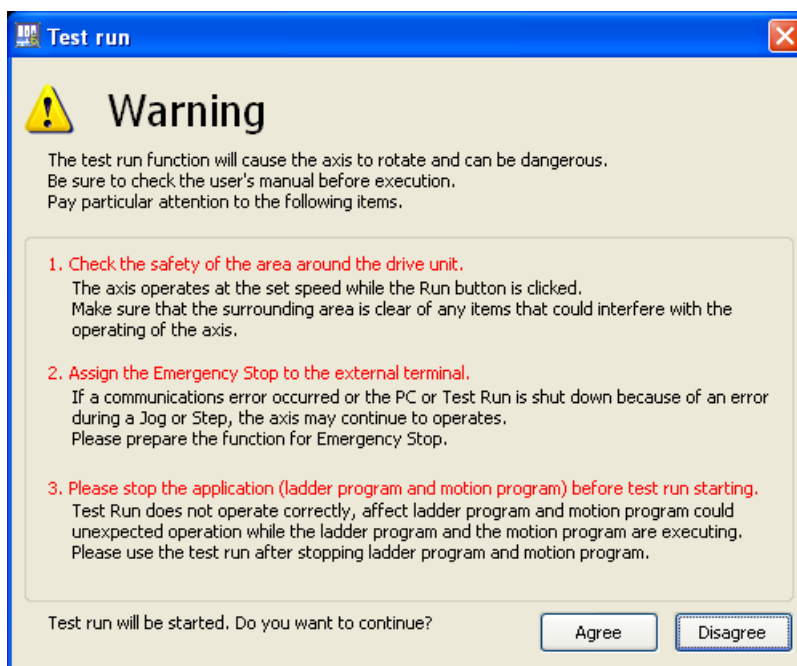 Test run
Warning
The test run function will cause the axis to rotate and can be dangerous.
Be sure to check the user's manual before execution.
Pay particular attention to the following items.
1. Check the safety of the area around the drive unit.
The axis operates at the set speed while the Run button is clicked.
Make sure that the surrounding area is clear of any items that could interfere with the
operating of the axis.
2. Assign the Emergency Stop to the external terminal.
If a communications error occurred or the PC or Test Run is shut down because of an error
during a Jog or Step, the axis may continue to operates.
Please prepare the function for Emergency Stop.
3. Please stop the application (ladder program and motion program) before test run starting.
Test Run does not operate correctly, affect ladder program and motion program could
unexpected operation while the ladder program and the motion program are executing.
Please use the test run after stopping ladder program and motion program.
Test run will be started. Do you want to continue?
Agree
Disagree